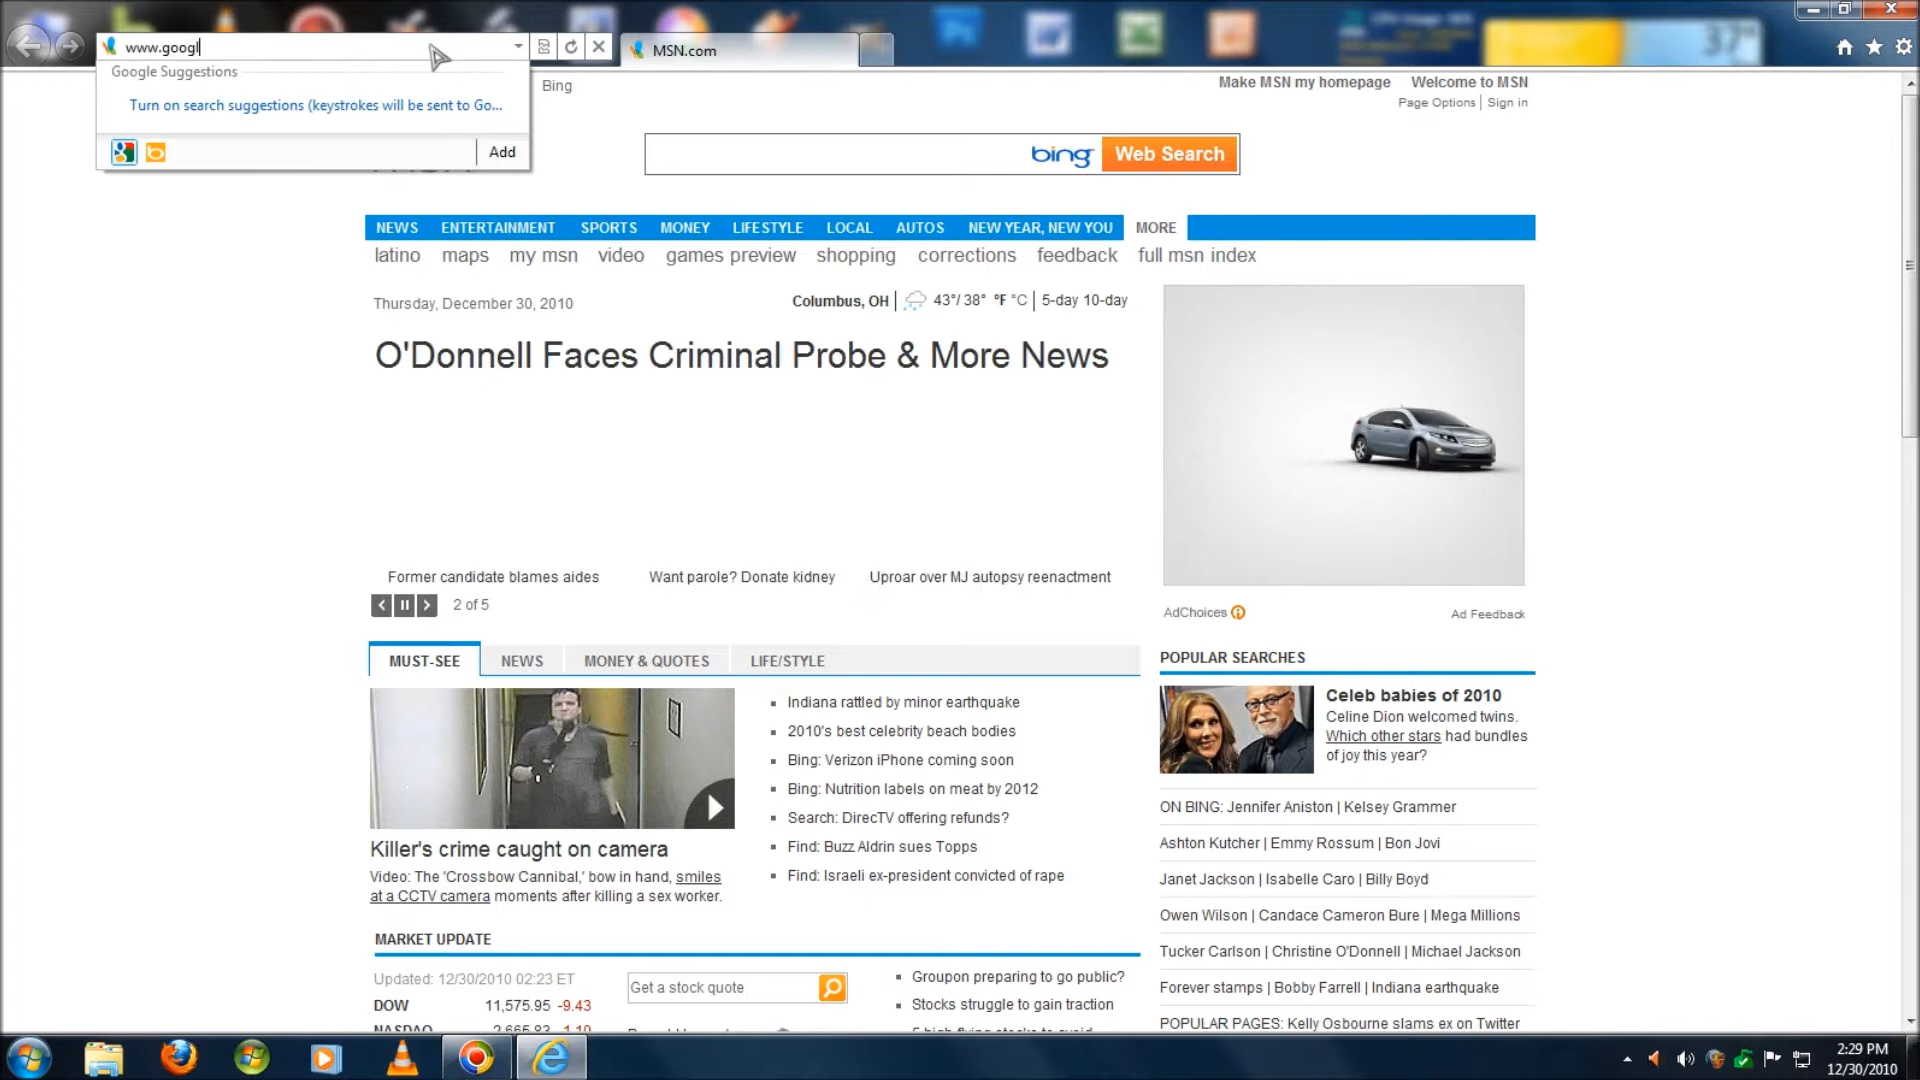 www.googl
MSN.com
37°
Google Suggestions
Turn on search suggestions (keystrokes will be sent to Go...
Add
Bing
Make MSN my homepage
Welcome to MSN
Page Options | Sign in
bing
Web Search
NEWS ENTERTAINMENT SPORTS MONEY LIFESTYLE LOCAL AUTOS NEW YEAR, NEW YOU MORE
latino maps my msn video games preview shopping corrections feedback full msn index
Thursday, December 30, 2010
Columbus, OH | 43°/ 38° °F °C | 5-day 10-day
O'Donnell Faces Criminal Probe & More News
Former candidate blames aides
Want parole? Donate kidney
Uproar over MJ autopsy reenactment
2 of 5
AdChoices
Ad Feedback
MUST-SEE NEWS MONEY & QUOTES LIFE/STYLE
Killer's crime caught on camera
Video: The 'Crossbow Cannibal,' bow in hand, smiles
at a CCTV camera moments after killing a sex worker.
Indiana rattled by minor earthquake
2010's best celebrity beach bodies
Bing: Verizon iPhone coming soon
Bing: Nutrition labels on meat by 2012
Search: DirecTV offering refunds?
Find: Buzz Aldrin sues Topps
Find: Israeli ex-president convicted of rape
POPULAR SEARCHES
Celeb babies of 2010
Celine Dion welcomed twins.
Which other stars had bundles
of joy this year?
ON BING: Jennifer Aniston | Kelsey Grammer
Ashton Kutcher | Emmy Rossum | Bon Jovi
Janet Jackson | Isabelle Caro | Billy Boyd
Owen Wilson | Candace Cameron Bure | Mega Millions
Tucker Carlson | Christine O'Donnell | Michael Jackson
Forever stamps | Bobby Farrell | Indiana earthquake
POPULAR PAGES: Kelly Osbourne slams ex on Twitter
MARKET UPDATE
Updated: 12/30/2010 02:23 ET
DOW 11,575.95 -9.43
NASDAQ 2,665.83 -1.10
Get a stock quote
Groupon preparing to go public?
Stocks struggle to gain traction
2:29 PM
12/30/2010